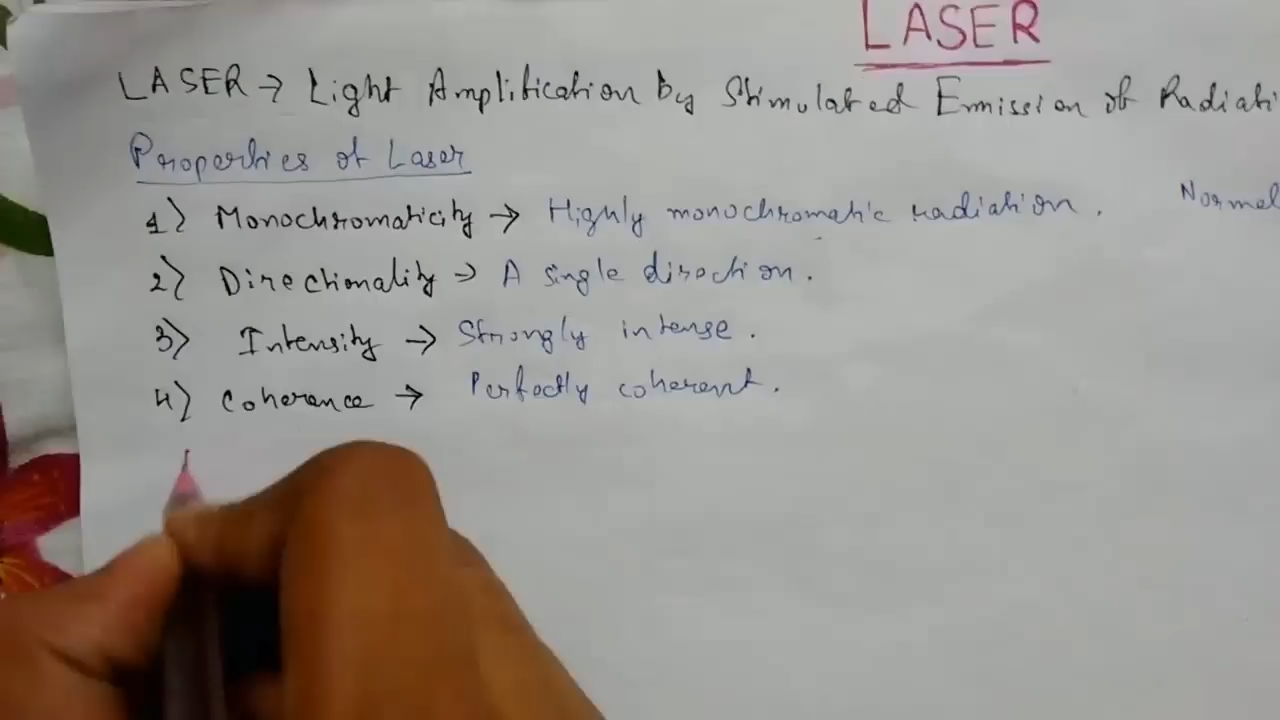 LASER
LASER → Light Amplification by Stimulated Emission of Radiati
Properties of Laser
1) Monochromaticity → Highly monochromatic radiation. Normal
2) Directionality → A single direction.
3) Intensity → Strongly intense.
4) Coherence → Perfectly coherent.